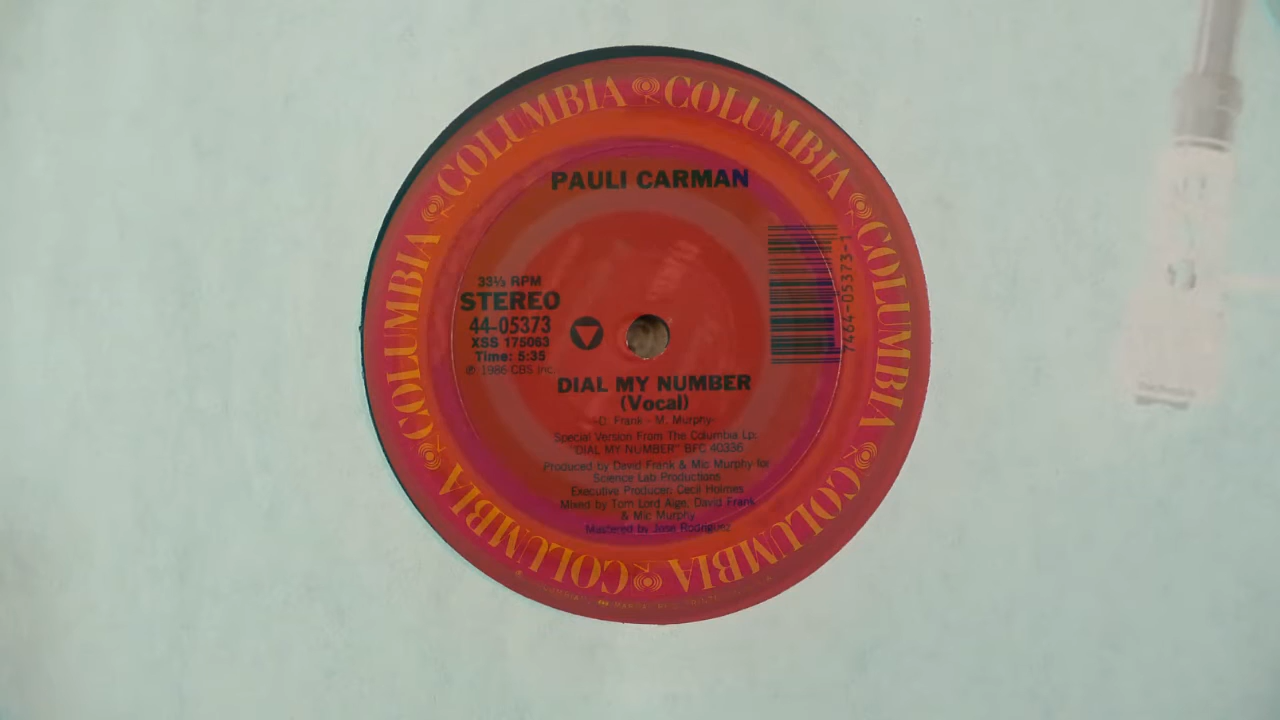 COLUMBIA COLUMBIA COLUMBIA COLUMBIA COLUMBIA COLUMBIA COLUMBIA
PAULI CARMAN
33⅓ RPM
STEREO
44-05373
XSS 175063
Time: 5:35
℗ 1986 CBS Inc.
7464-05373-1
DIAL MY NUMBER
(Vocal)
-D. Frank - M. Murphy-
Special Version From The Columbia Lp.
"DIAL MY NUMBER" BFC 40336
Produced by David Frank & Mic Murphy for
Science Lab Productions
Executive Producer, Cecil Holmes
Mixed by Tom Lord Alge, David Frank
& Mic Murphy
Mastered by Jose Rodriguez